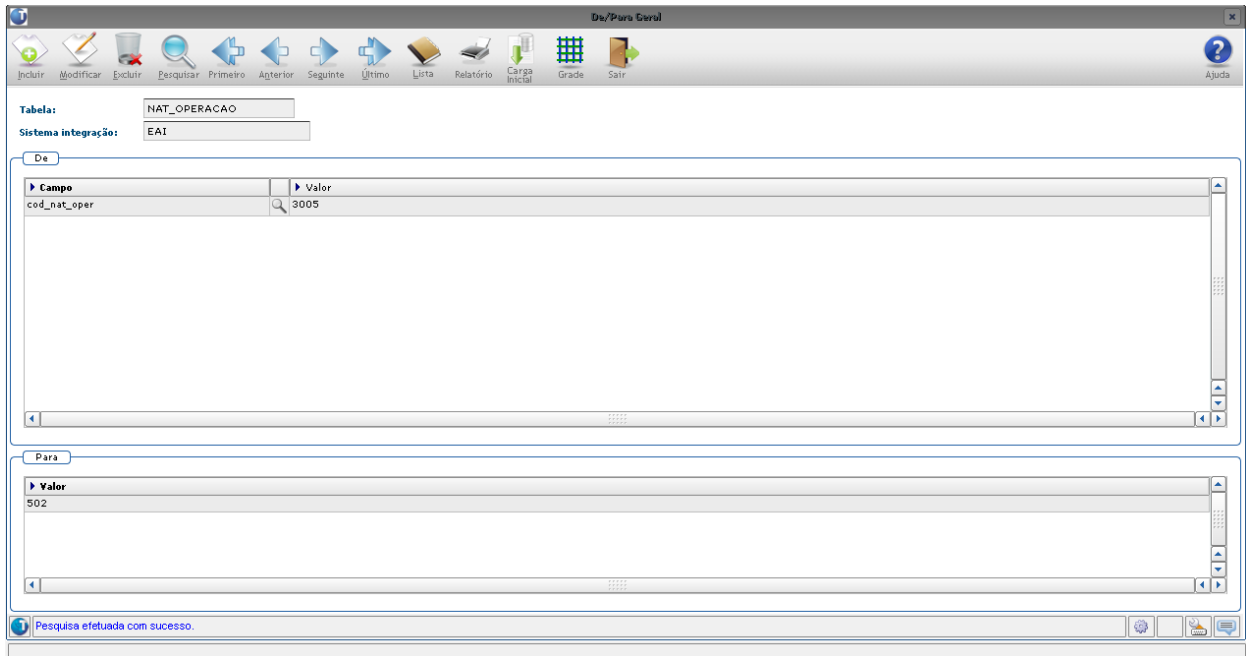 De/Para Geral
Incluir Modificar Excluir Pesquisar Primeiro Anterior Seguinte Último Lista Relatório Carga Inicial Grade Sair Ajuda
Tabela: NAT_OPERACAO
Sistema integração: EAI
De
Campo Valor
cod_nat_oper 3005
Para
Valor
502
Pesquisa efetuada com sucesso.